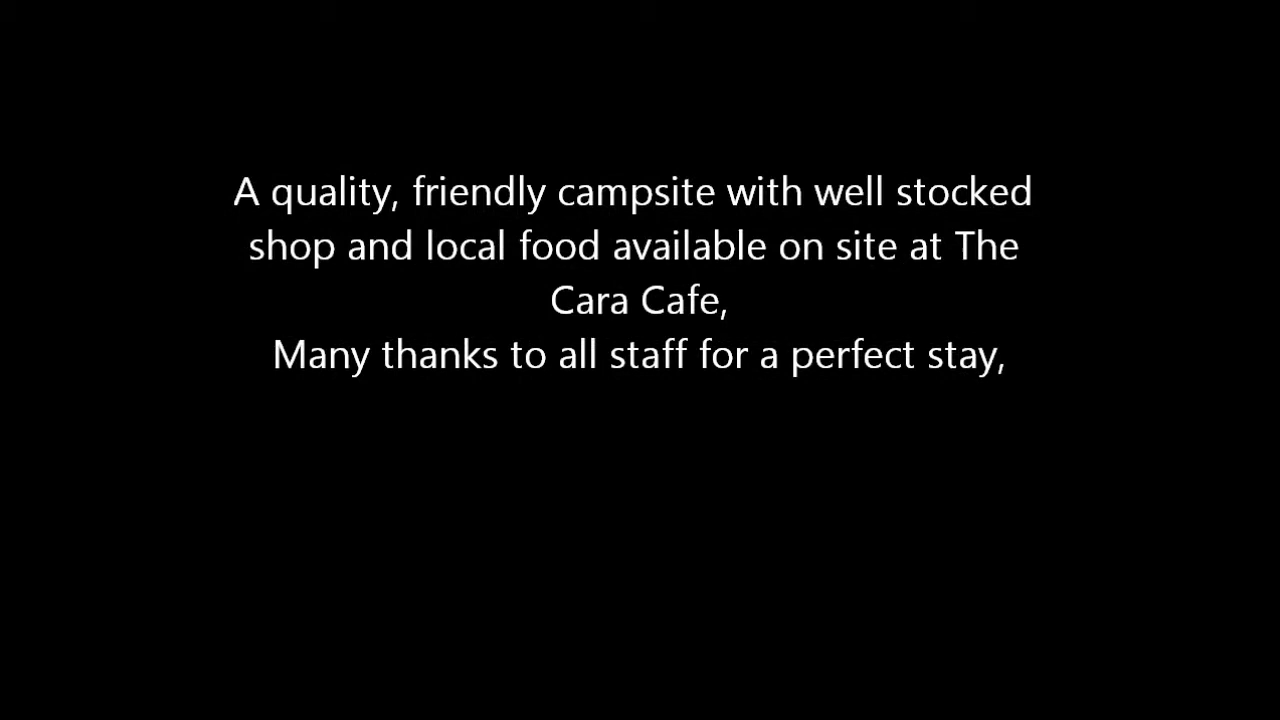 A quality, friendly campsite with well stocked
shop and local food available on site at The
Cara Cafe,
Many thanks to all staff for a perfect stay,